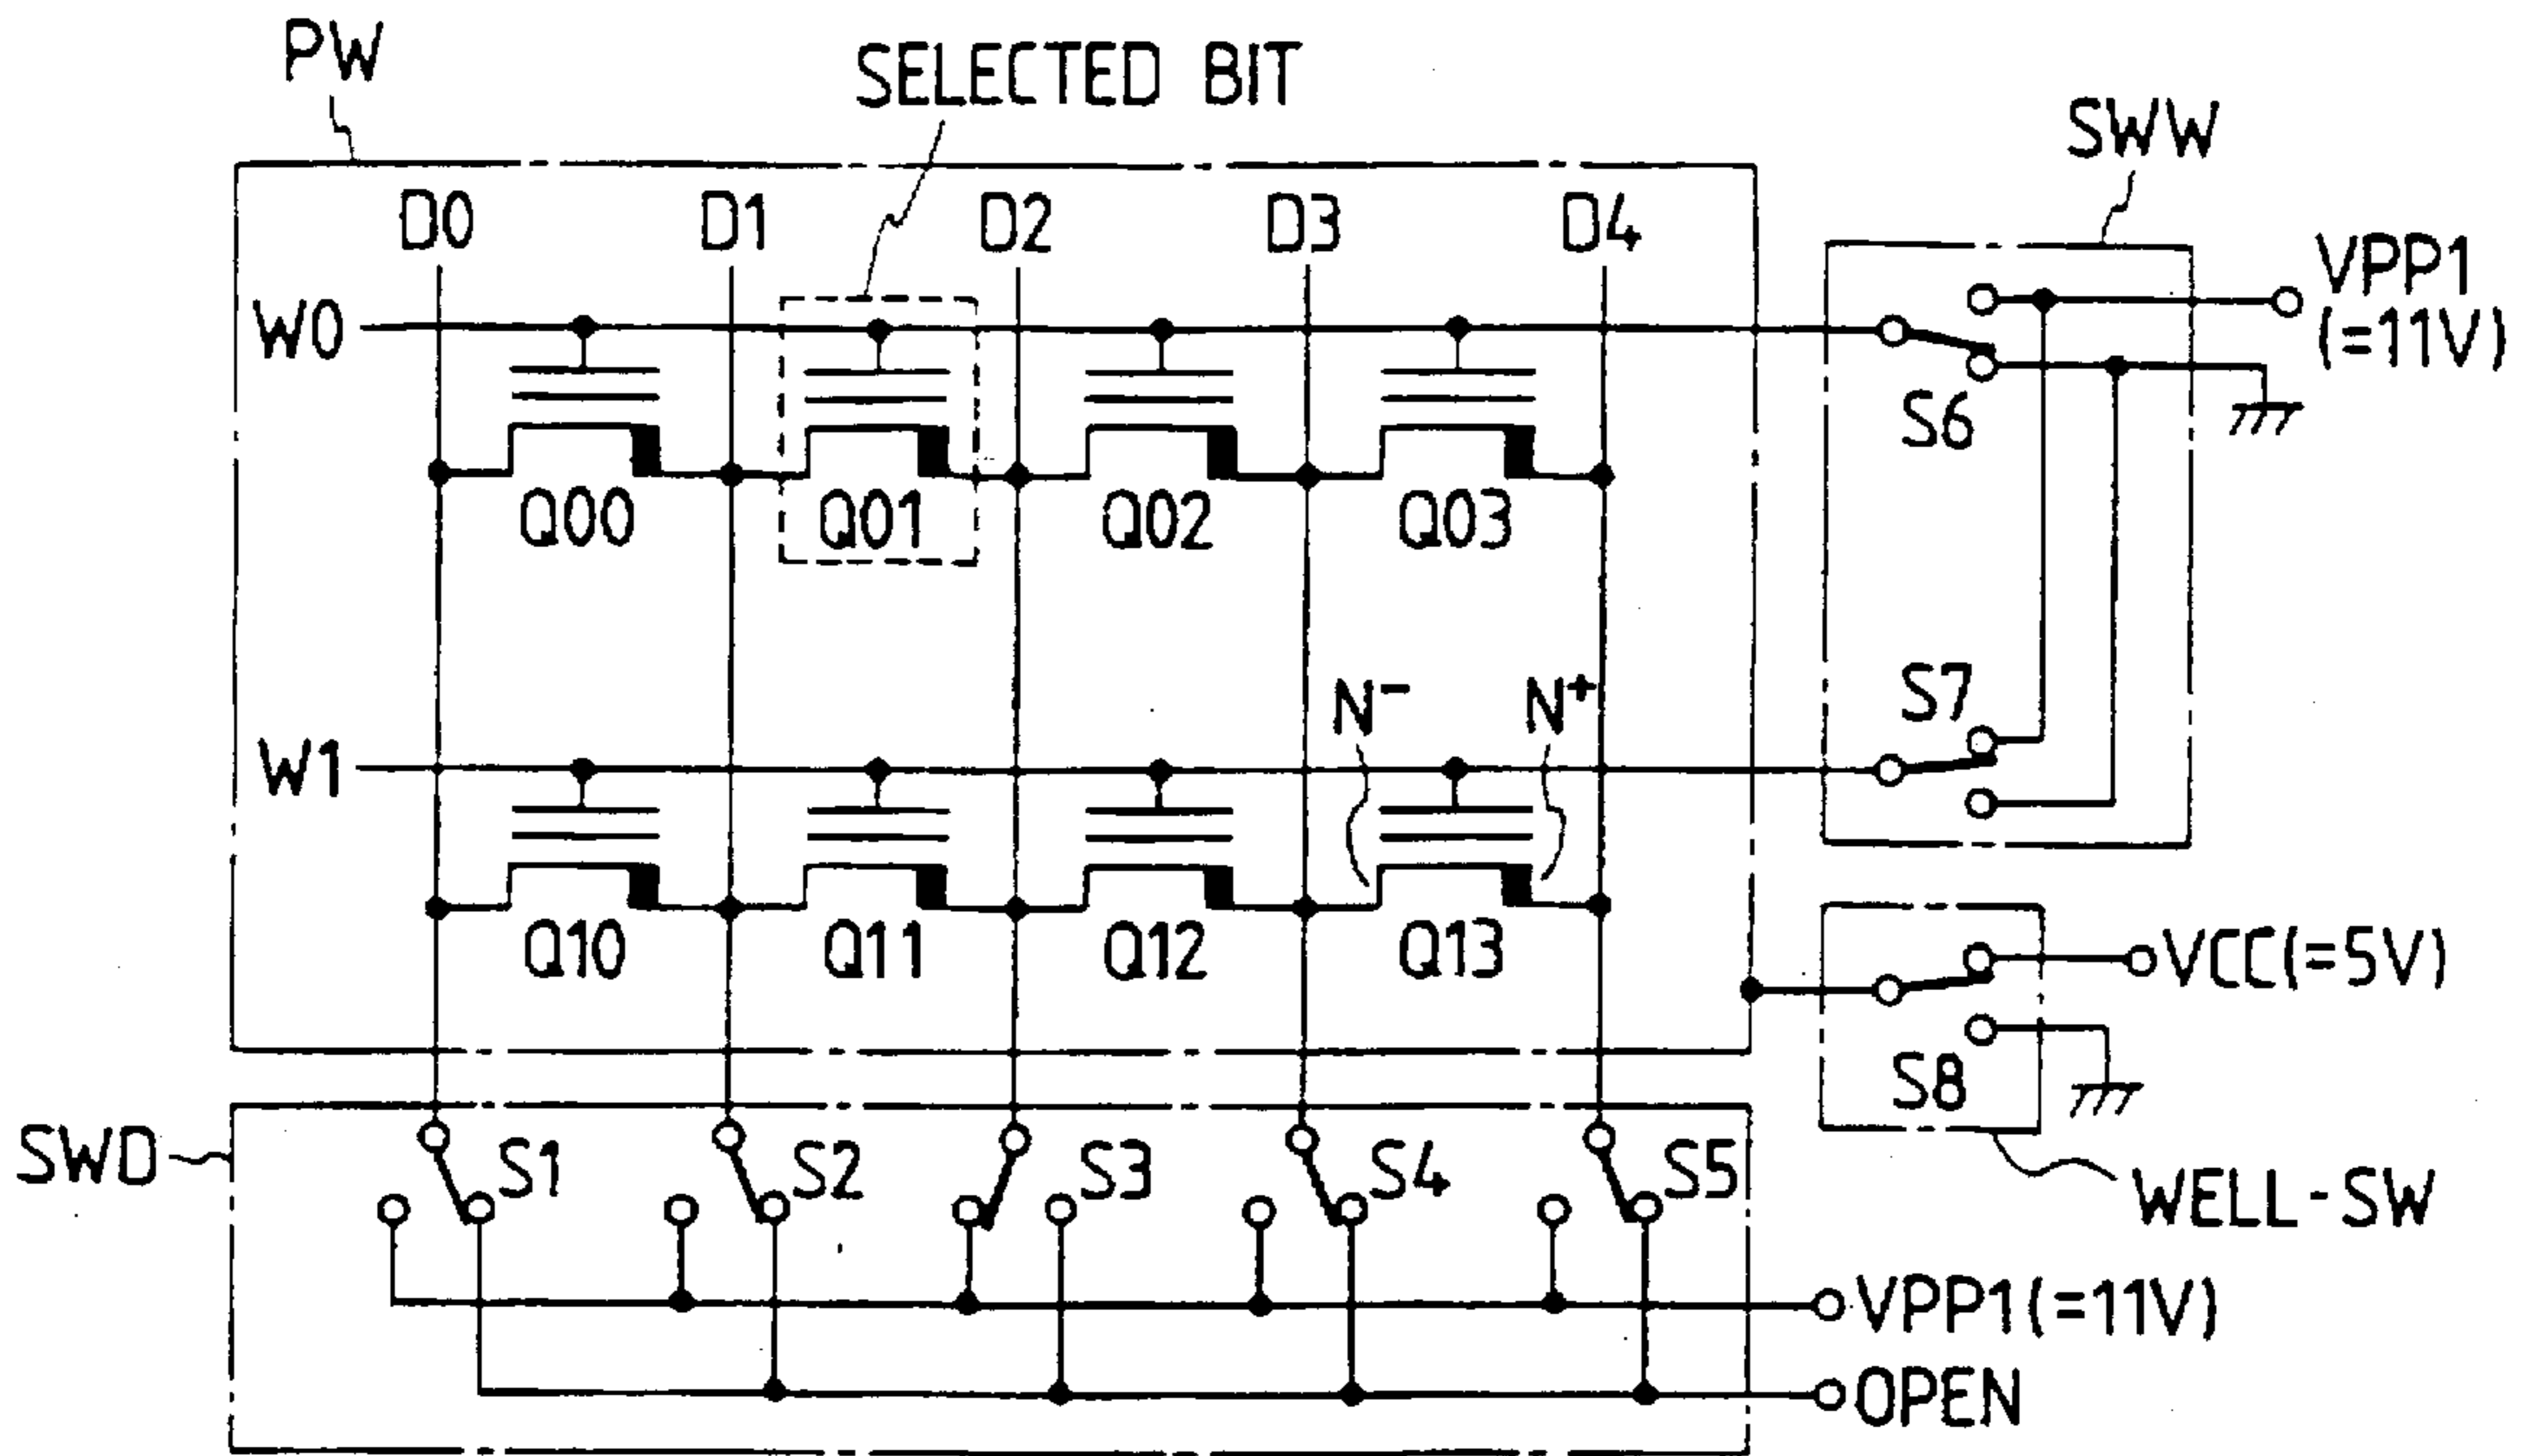 PW
SELECTED BIT
SWW
D0 D1 D2 D3 D4
VPP1
(=11V)
W0
S6
Q00 Q01 Q02 Q03
N⁻ N⁺
S7
W1
Q10 Q11 Q12 Q13
VCC(=5V)
S8
SWD
S1 S2 S3 S4 S5
WELL-SW
VPP1(=11V)
OPEN